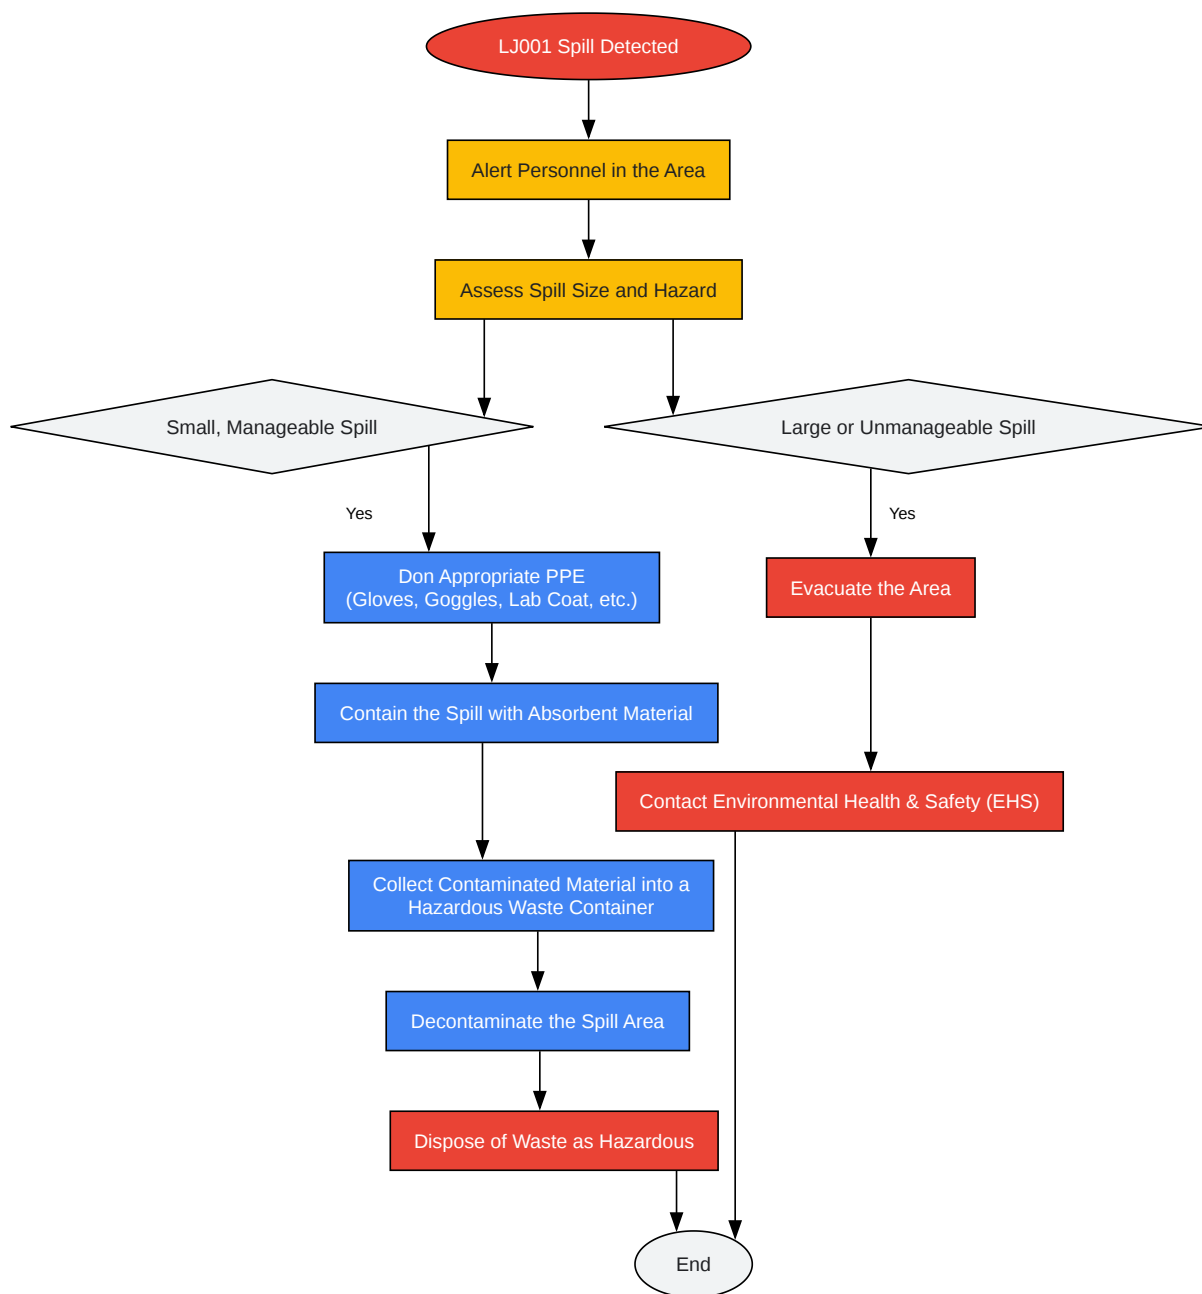 LJ001 Spill Detected
Alert Personnel in the Area
Assess Spill Size and Hazard
Small, Manageable Spill
Large or Unmanageable Spill
Yes
Yes
Don Appropriate PPE
(Gloves, Goggles, Lab Coat, etc.)
Evacuate the Area
Contain the Spill with Absorbent Material
Contact Environmental Health & Safety (EHS)
Collect Contaminated Material into a
Hazardous Waste Container
Decontaminate the Spill Area
Dispose of Waste as Hazardous
End